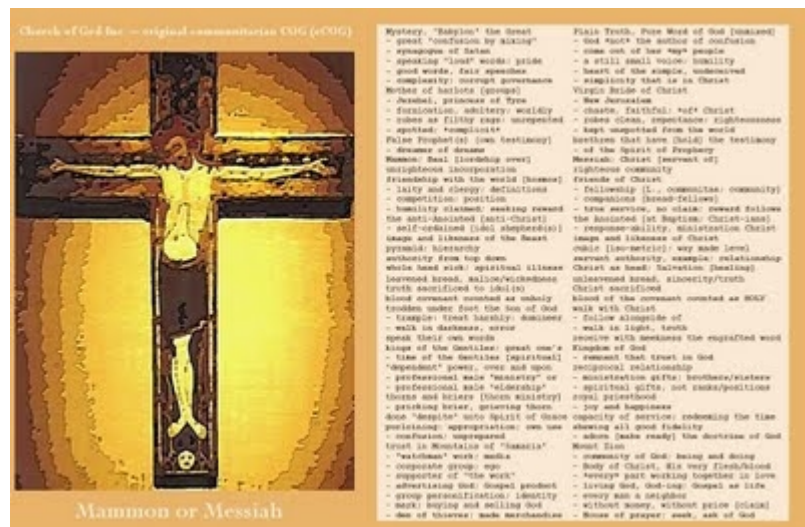 Church of God Inc. — original communitarian COG (cCOG)
Mammon or Messiah
Mystery, "Babylon" the Great
- great "confusion by mixing"
- synagogue of Satan
- speaking "loud" words: pride
- good words, fair speeches
- complexity: corrupt governance
Mother of harlots [groups]
- Jezebel, princess of Tyre
- fornication, adultery: worldly
- robes as filthy rags: unrepented
- spotted: *complicit*
False Prophet(s) [own testimony]
- dreamer of dreams
Mammon: Baal [lordship over]
unrighteous incorporation
friendship with the world [kosmos]
- laity and clergy: definitions
- competition: position
- humility claimed; seeking reward
the anti-Anointed [anti-Christ]
- self-ordained [idol shepherd(s)]
image and likeness of the Beast
pyramid: hierarchy
authority from top down
whole head sick: spiritual illness
leavened bread, malice/wickedness
truth sacrificed to idol(s)
blood covenant counted as unholy
trodden under foot the Son of God
- trample: treat harshly; domineer
- walk in darkness, error
speak their own words
kings of the Gentiles: great one's
- time of the Gentiles [spiritual]
"dependent" power, over and upon
- professional male "ministry" or
- professional male "eldership"
thorns and briers [thorn ministry]
- pricking brier, grieving thorn
done "despite" unto Spirit of Grace
purloining: appropriation: own use
- confusion: unprepared
trust in Mountains of "Samaria"
- "watchman" work: media
- corporate group: ego
- supporter of "the work"
- advertising God: Gospel product
- group personification: identity
- mark: buying and selling God
- den of thieves: made merchandise
Plain Truth, Pure Word of God [unmixed]
- God *not* the author of confusion
- come out of her *my* people
- a still small voice: humility
- heart of the simple, undeceived
- simplicity that is in Christ
Virgin Bride of Christ
- New Jerusalem
- chaste, faithful: *of* Christ
- robes clean, repentance: righteousness
- kept unspotted from the world
brethren that have [hold] the testimony
- of the Spirit of Prophecy
Messiah: Christ [servant of]
righteous community
friends of Christ
- fellowship (L., communitas: community)
- companions [bread-fellows]
- true service, no claim: reward follows
the Anointed [at Baptism: Christ-ians]
- response-ability, ministration Christ
image and likeness of Christ
cubic [iso-metric]: way made level
servant authority, example: relationship
Christ as head: Salvation [healing]
unleavened bread, sincerity/truth
Christ sacrificed
blood of the covenant counted as HOLY
walk with Christ
- follow alongside of
- walk in light, truth
receive with meekness the engrafted word
Kingdom of God
- remnant that trust in God
reciprocal relationship
- ministration gifts: brothers/sisters
- spiritual gifts, not ranks/positions
royal priesthood
- joy and happiness
capacity of service: redeeming the time
shewing all good fidelity
- adorn [make ready] the doctrine of God
Mount Zion
- community of God: being and doing
- Body of Christ, His very flesh/blood
- *every* part working together in love
- living God, God-ing: Gospel as life
- every man a neighbor
- without money, without price [claim]
- House of prayer: seek, ask of God